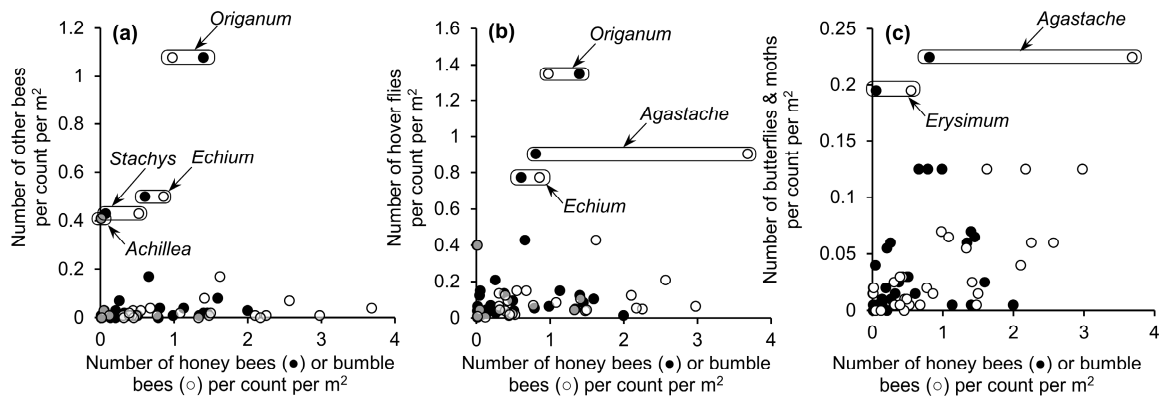 (a)
Origanum
Stachys
Echium
Achillea
Number of other bees
per count per m2
1.2
1
0.8
0.6
0.4
0.2
0
0 1 2 3 4
Number of honey bees (●) or bumble
bees (○) per count per m2
(b)
Origanum
Agastache
Echium
Number of hover flies
per count per m2
1.6
1.4
1.2
1
0.8
0.6
0.4
0.2
0
0 1 2 3 4
Number of honey bees (●) or bumble
bees (○) per count per m2
(c)
Agastache
Erysimum
Number of butterflies & moths
per count per m2
0.25
0.2
0.15
0.1
0.05
0
0 1 2 3 4
Number of honey bees (●) or bumble
bees (○) per count per m2